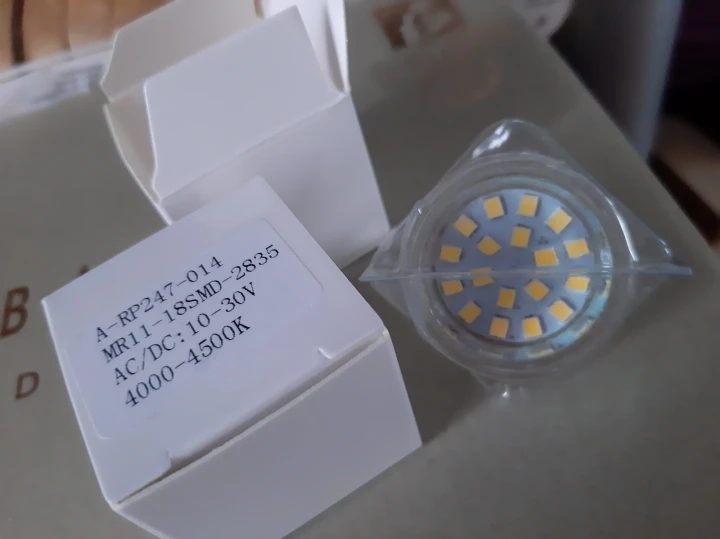 A-RP247-014
MR11-18SMD-2835
AC/DC:10-30V
4000-4500K
B
D